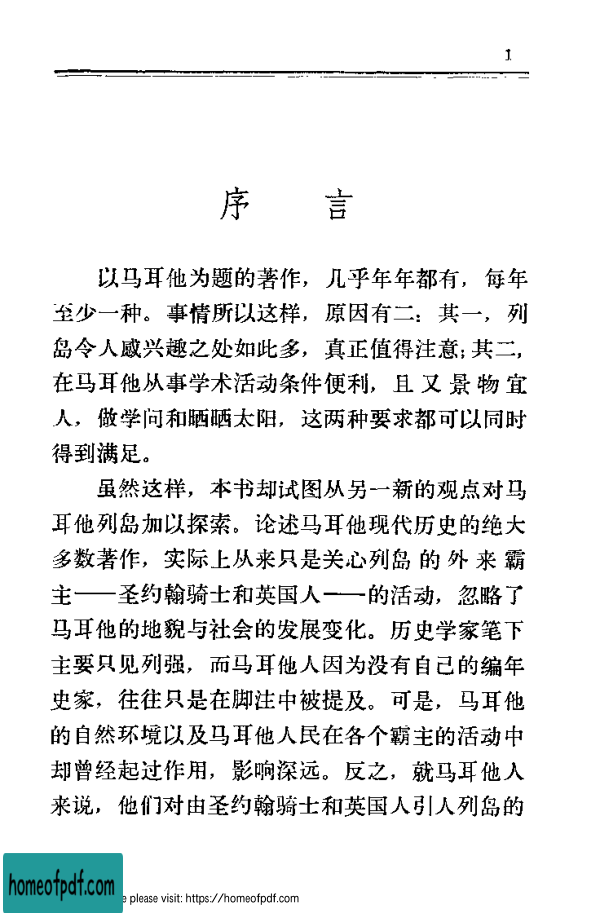 1
序 言
以马耳他为题的著作，几乎年年都有，每年
至少一种。事情所以这样，原因有二：其一，列
岛令人感兴趣之处如此多，真正值得注意；其二，
在马耳他从事学术活动条件便利，且又景物宜
人，做学问和晒晒太阳，这两种要求都可以同时
得到满足。
虽然这样，本书却试图从另一新的观点对马
耳他列岛加以探索。论述马耳他现代历史的绝大
多数著作，实际上从来只是关心列岛的外来霸
主——圣约翰骑士和英国人——的活动，忽略了
马耳他的地貌与社会的发展变化。历史学家笔下
主要只见列强，而马耳他人因为没有自己的编年
史家，往往只是在脚注中被提及。可是，马耳他
的自然环境以及马耳他人民在各个霸主的活动中
却曾经起过作用，影响深远。反之，就马耳他人
来说，他们对由圣约翰骑士和英国人引人列岛的
homeofpdf.com
e please visit: https://homeofpdf.com